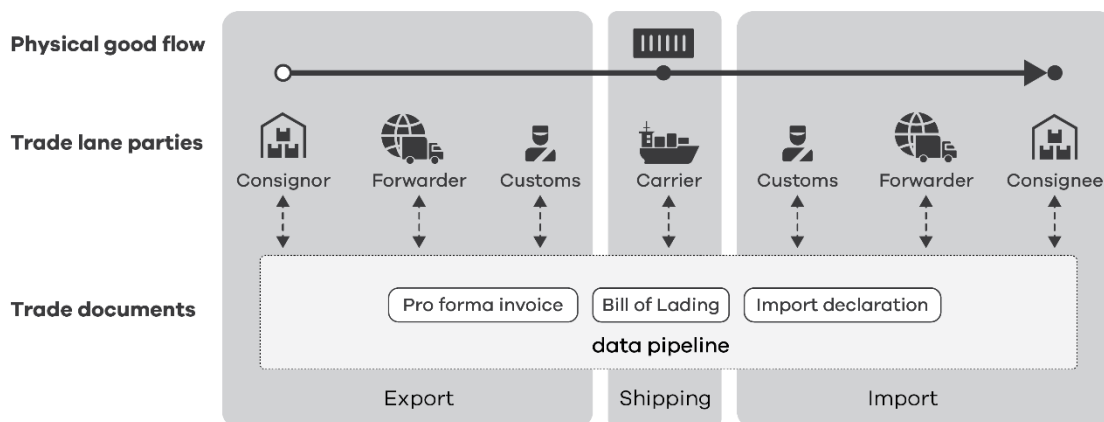 Physical good flow
Trade lane parties
Consignor
Forwarder
Customs
Carrier
Customs
Forwarder
Consignee
Trade documents
Pro forma invoice
Bill of Lading
Import declaration
data pipeline
Export
Shipping
Import